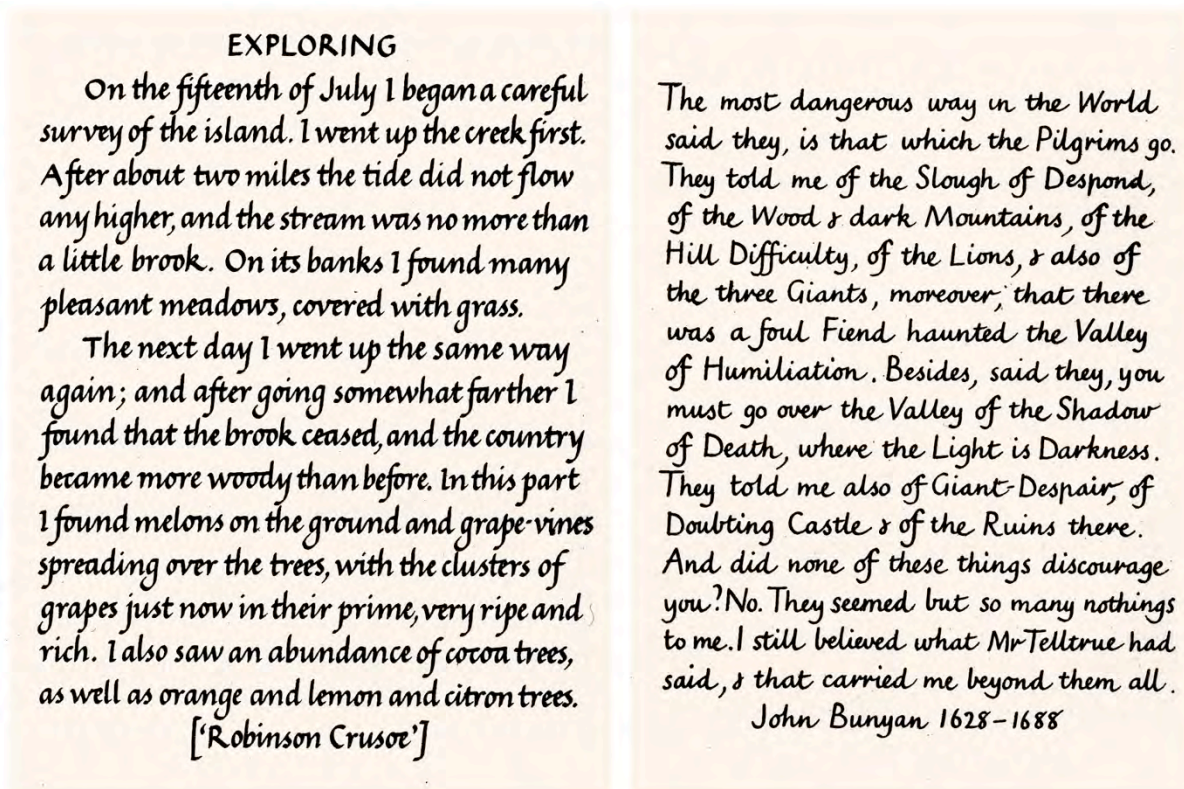 EXPLORING
On the fifteenth of July I began a careful
survey of the island. I went up the creek first.
After about two miles the tide did not flow
any higher, and the stream was no more than
a little brook. On its banks I found many
pleasant meadows, covered with grass.
The next day I went up the same way
again; and after going somewhat farther I
found that the brook ceased, and the country
became more woody than before. In this part
I found melons on the ground and grape-vines
spreading over the trees, with the clusters of
grapes just now in their prime, very ripe and
rich. I also saw an abundance of cocoa trees,
as well as orange and lemon and citron trees.
['Robinson Crusoe']
The most dangerous way in the World
said they, is that which the Pilgrims go.
They told me of the Slough of Despond,
of the Wood & dark Mountains, of the
Hill Difficulty, of the Lions, & also of
the three Giants, moreover, that there
was a foul Fiend haunted the Valley
of Humiliation. Besides, said they, you
must go over the Valley of the Shadow
of Death, where the Light is Darkness.
They told me also of Giant-Despair, of
Doubting Castle & of the Ruins there.
And did none of these things discourage
you? No. They seemed but so many nothings
to me. I still believed what Mr Telltrue had
said, & that carried me beyond them all.
John Bunyan 1628-1688